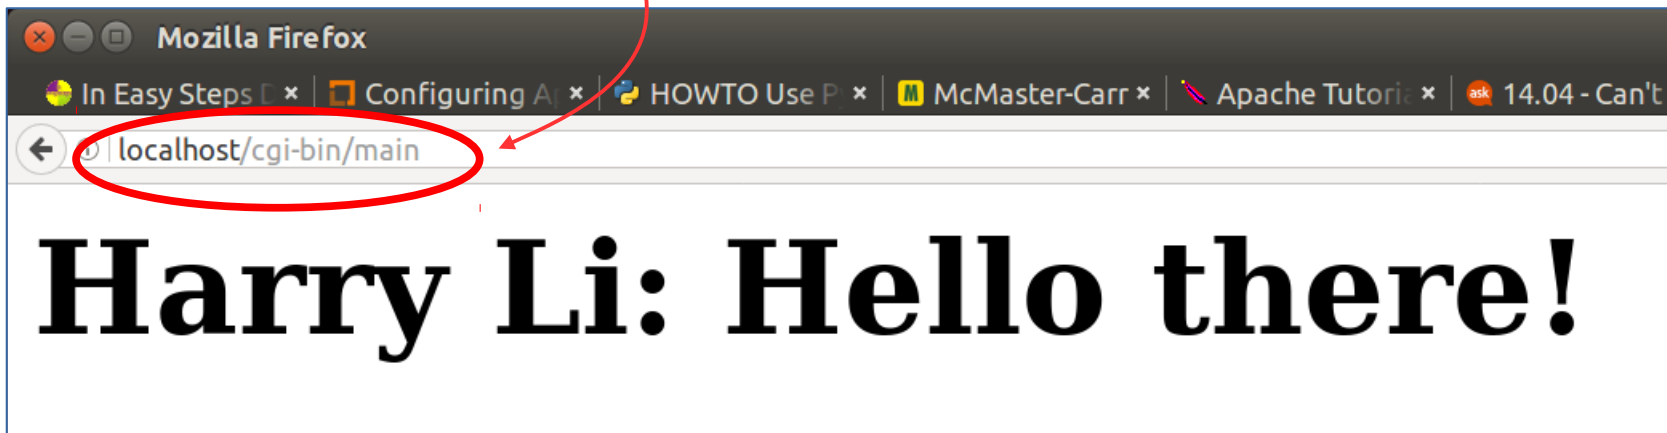 Mozilla Firefox
In Easy Steps Configuring HOWTO Use McMaster-Carr Apache Tutoria 14.04 - Can't
localhost/cgi-bin/main
Harry Li: Hello there!